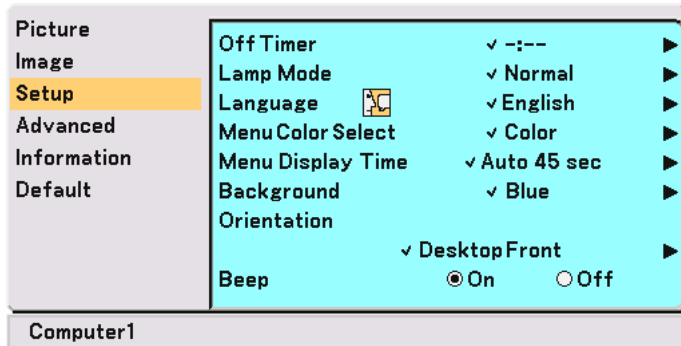 Picture
Image
Setup
Advanced
Information
Default
Off Timer ✓ -:--
Lamp Mode ✓ Normal
Language ✓ English
Menu Color Select ✓ Color
Menu Display Time ✓ Auto 45 sec
Background ✓ Blue
Orientation
✓ Desktop Front
Beep On Off
Computer1